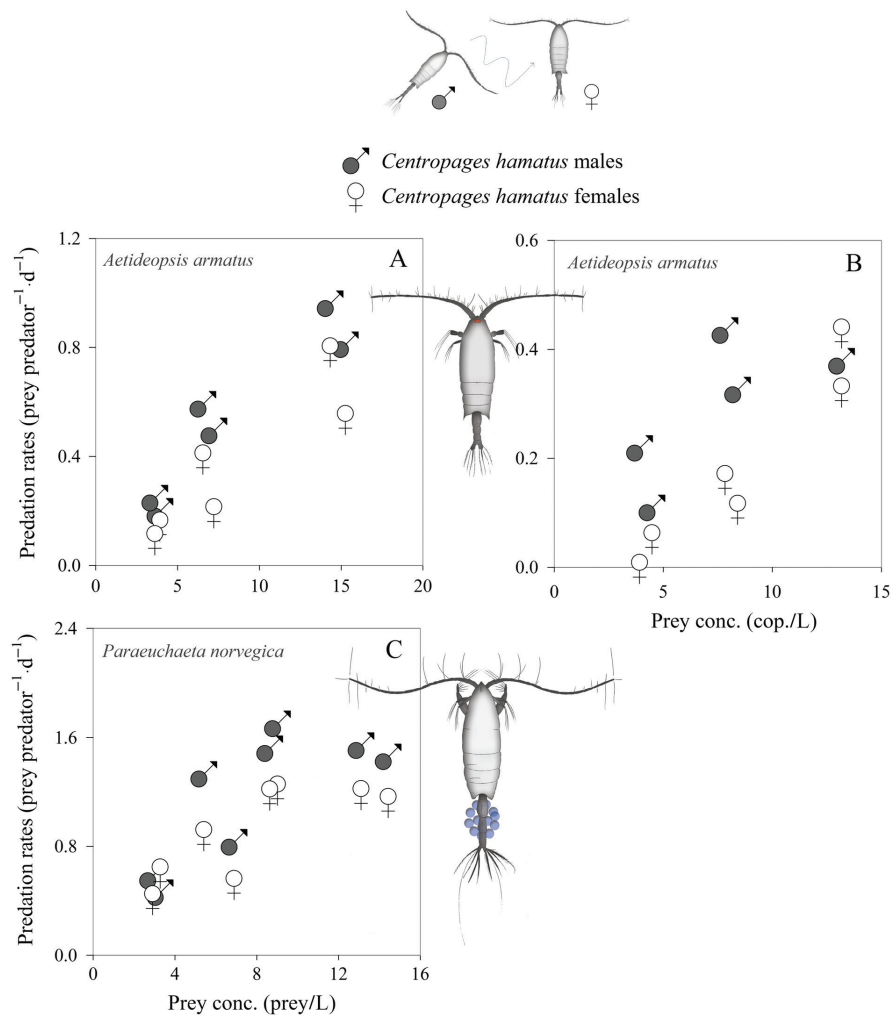 Centropages hamatus males
Centropages hamatus females
Predation rates (prey predator⁻¹·d⁻¹)
1.2
0.8
0.4
0.0
0
5
10
15
20
Aetideopsis armatus
A
0.6
0.4
0.2
0.0
0
5
10
15
Aetideopsis armatus
B
Prey conc. (cop./L)
Predation rates (prey predator⁻¹·d⁻¹)
2.4
1.6
0.8
0.0
0
4
8
12
16
Paraeuchaeta norvegica
C
Prey conc. (prey/L)